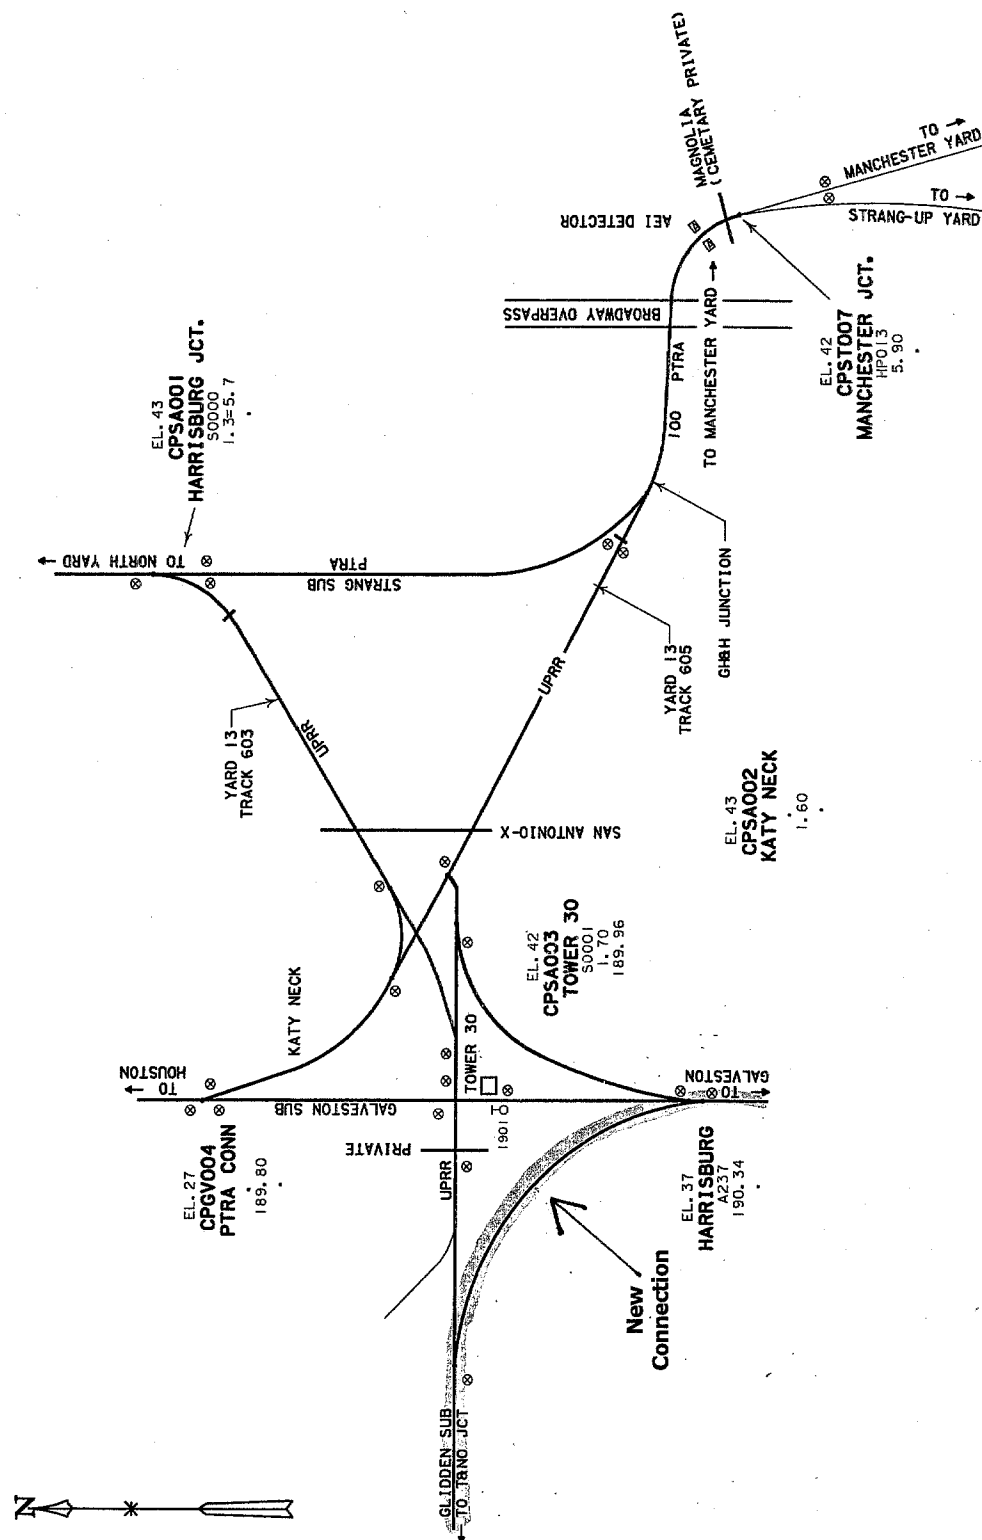 MAGNOLIA
(CEMETARY PRIVATE)
AEI DETECTOR
TO →
MANCHESTER YARD
TO →
STRANG-UP YARD
BROADWAY OVERPASS
TO MANCHESTER YARD →
100 PTRA
EL. 42
CPST007
MANCHESTER JCT.
HP013
5.90
EL. 43
CPSA001
HARRISBURG JCT.
S0000
1.3=5.7
TO NORTH YARD
PTRA
STRANG SUB
GH&H JUNCTION
YARD 13
TRACK 605
UPRR
YARD 13
TRACK 603
UPRR
SAN ANTONIO-X
EL. 43
CPSA002
KATY NECK
1.60
EL. 42
CPSA003
TOWER 30
S0001
1.70
189.96
KATY NECK
TO
HOUSTON
TOWER 30
GALVESTON SUB
1901
TO
GALVESTON
PRIVATE
UPRR
EL. 27
CPGV004
PTRA CONN
189.80
EL. 37
HARRISBURG
A237
190.34
New
Connection
GLIDDEN SUB
TO T&NO JCT
N